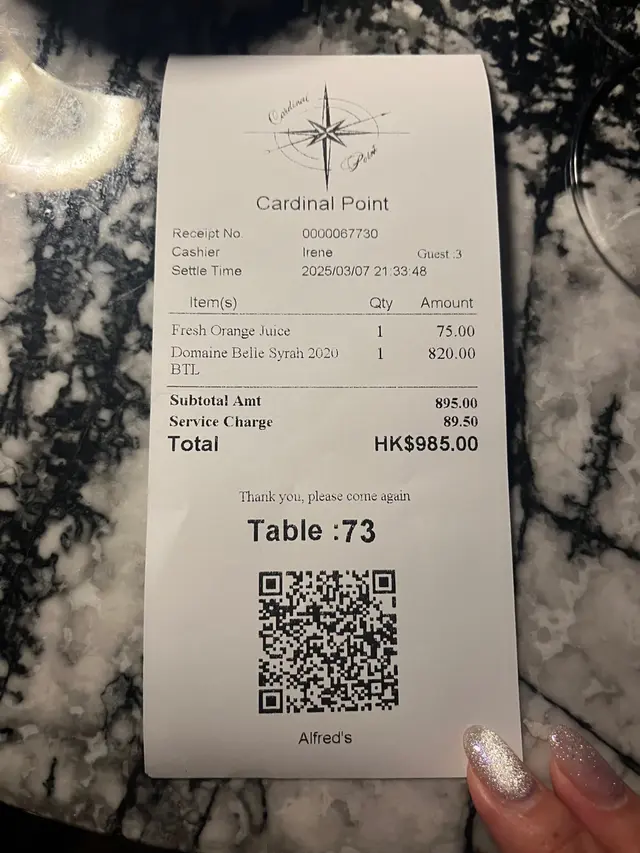 Cardinal
Point
Cardinal Point
Receipt No. 0000067730
Cashier Irene Guest :3
Settle Time 2025/03/07 21:33:48
Item(s) Qty Amount
Fresh Orange Juice 1 75.00
Domaine Belle Syrah 2020 1 820.00
BTL
Subtotal Amt 895.00
Service Charge 89.50
Total HK$985.00
Thank you, please come again
Table :73
Alfred's